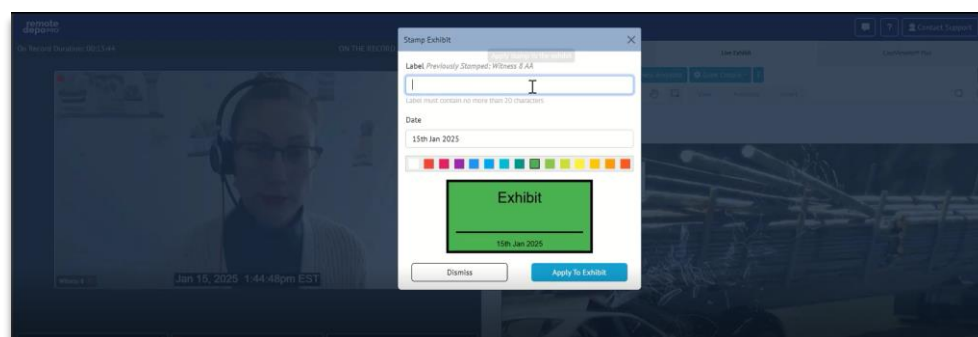 remote
depo
On Record Duration: 00:13:44
ON THE RECORD
?
Contact Support
Live Exhibit
Stamp Exhibit
Label Previously Stamped: Witness 8 AA
Label must contain no more than 20 characters
Date
15th Jan 2025
Exhibit
15th Jan 2025
Dismiss
Apply To Exhibit
Witness 8
Jan 15, 2025 1:44:48pm EST